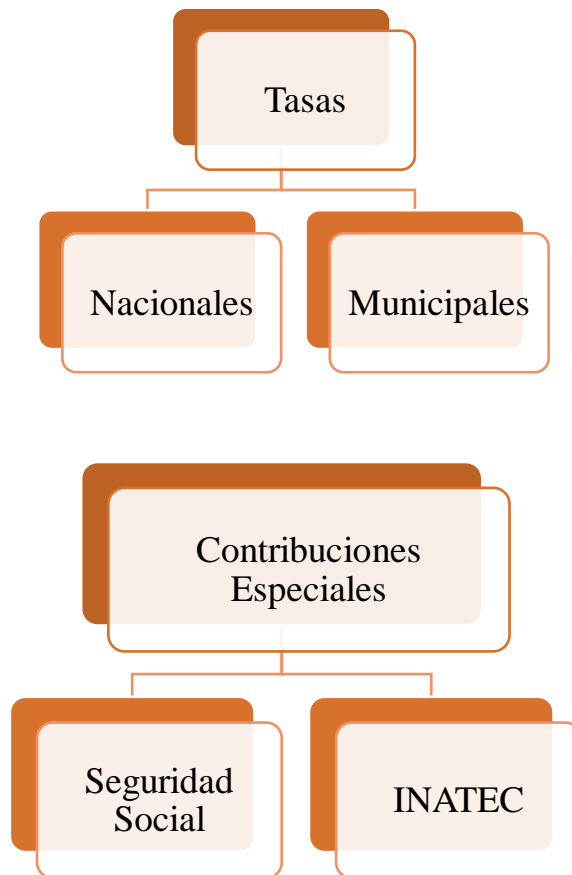 Tasas
Nacionales
Municipales
Contribuciones
Especiales
Seguridad
Social
INATEC